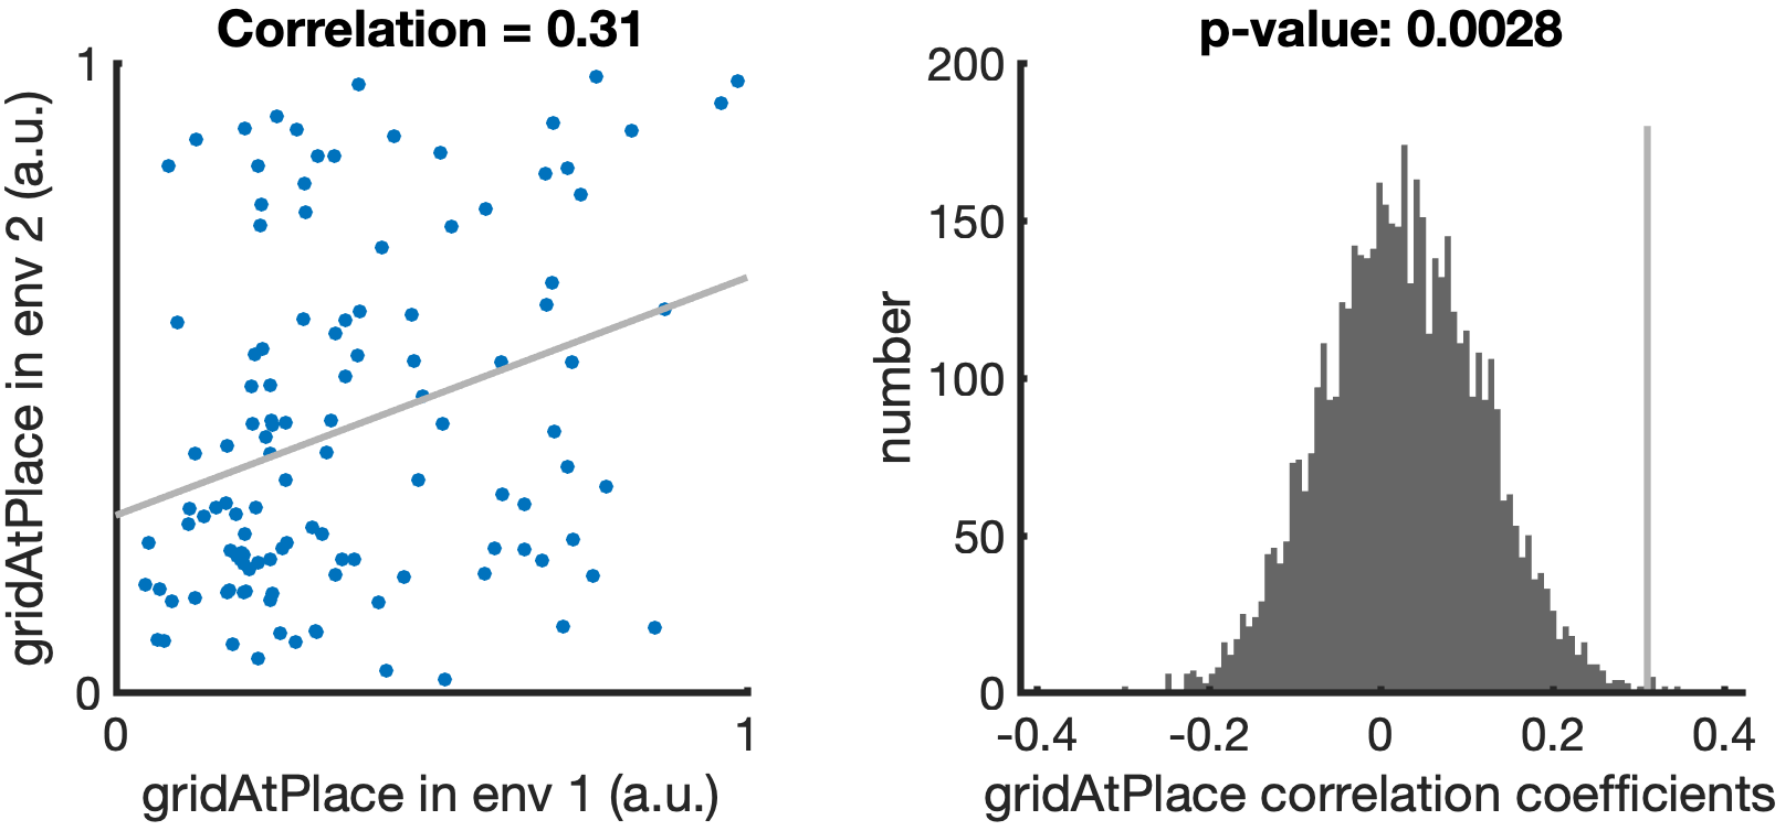 Correlation = 0.31
1
gridAtPlace in env 2 (a.u.)
0
0
1
gridAtPlace in env 1 (a.u.)
p-value: 0.0028
200
150
100
50
0
number
-0.4
-0.2
0
0.2
0.4
gridAtPlace correlation coefficients